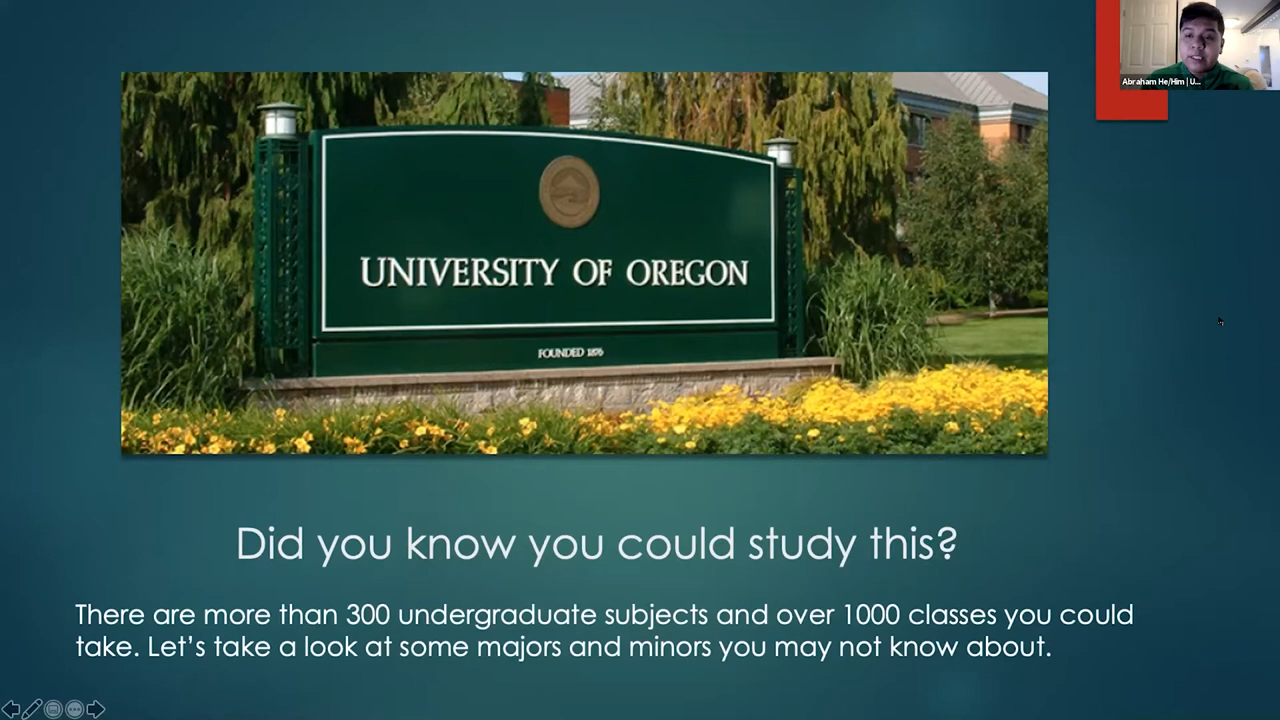 Abraham He/Him | U...
UNIVERSITY OF OREGON
FOUNDED 1876
Did you know you could study this?
There are more than 300 undergraduate subjects and over 1000 classes you could
take. Let’s take a look at some majors and minors you may not know about.